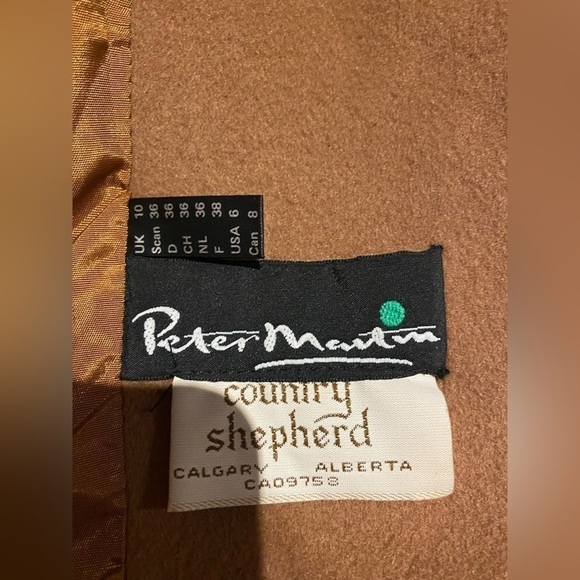 UK 10
Scan 36
D 36
CH 36
NL 36
F 38
USA 6
Can 8
Peter Martin
country
shepherd
CALGARY ALBERTA
CA09758